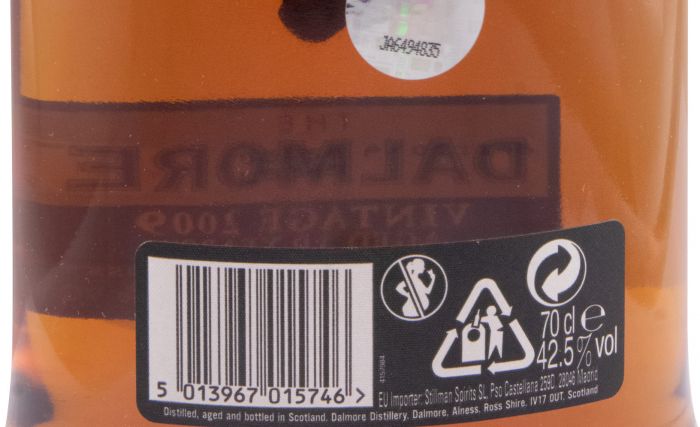 JA6494835
THE
DALMORE
VINTAGE 2009
70 cl e
42.5% vol
5 013967 015746 >
4157984
EU Importer: Stillman Spirits SL, Pso Castellana 259D, 28046 Madrid
Distilled, aged and bottled in Scotland. Dalmore Distillery, Dalmore, Alness, Ross Shire, IV17 0UT, Scotland